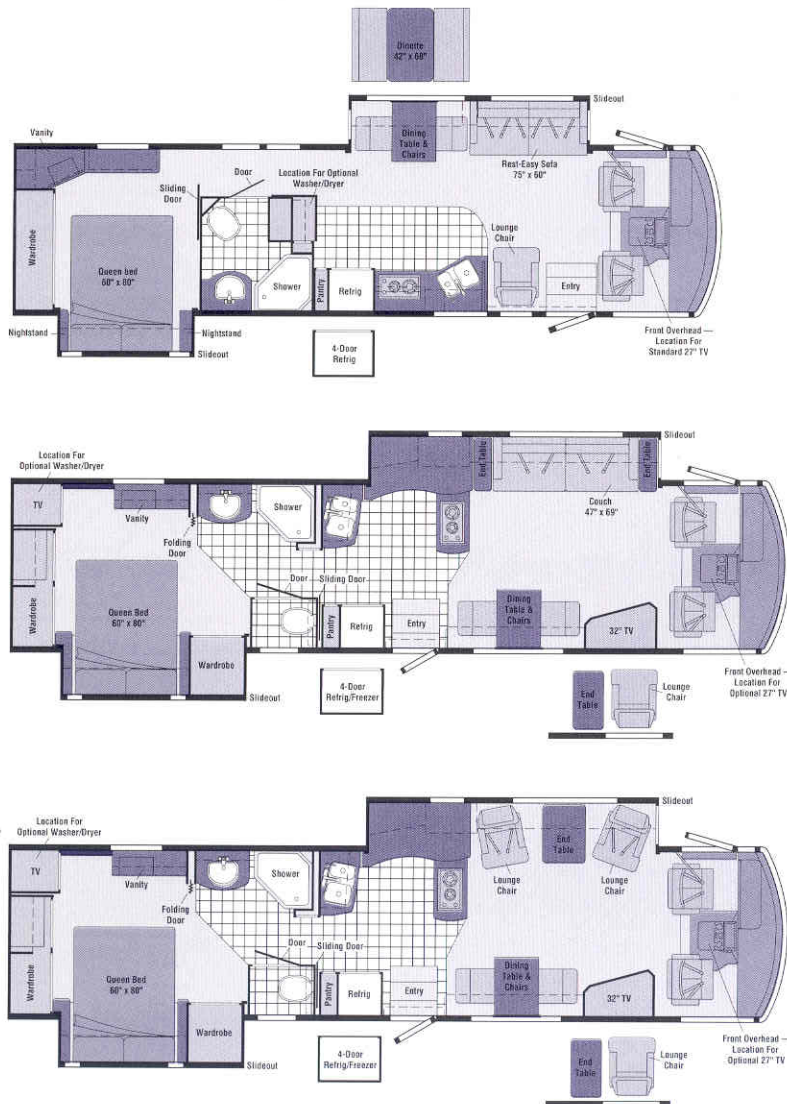 Dinette
42" x 68"
Slideout
Dining
Table &
Chairs
Rest-Easy Sofa
75" x 60"
Vanity
Door
Sliding
Door
Location For Optional
Washer/Dryer
Lounge
Chair
Wardrobe
Queen bed
60" x 80"
Shower
Pantry
Refrig
Entry
Nightstand
Nightstand
Slideout
4-Door
Refrig
Front Overhead —
Location For
Standard 27" TV
Location For
Optional Washer/Dryer
Slideout
TV
Vanity
Folding
Door
Shower
End Table
End Table
Couch
47" x 69"
Wardrobe
Queen Bed
60" x 80"
Door
Sliding Door
Wardrobe
Pantry
Refrig
Entry
Dining
Table &
Chairs
32" TV
Slideout
4-Door
Refrig/Freezer
End
Table
Lounge
Chair
Front Overhead —
Location For
Optional 27" TV
Location For
Optional Washer/Dryer
Slideout
TV
Vanity
Folding
Door
Shower
Lounge
Chair
End
Table
Lounge
Chair
Wardrobe
Queen Bed
60" x 80"
Door
Sliding Door
Wardrobe
Pantry
Refrig
Entry
Dining
Table &
Chairs
32" TV
Slideout
4-Door
Refrig/Freezer
End
Table
Lounge
Chair
Front Overhead —
Location For
Optional 27" TV